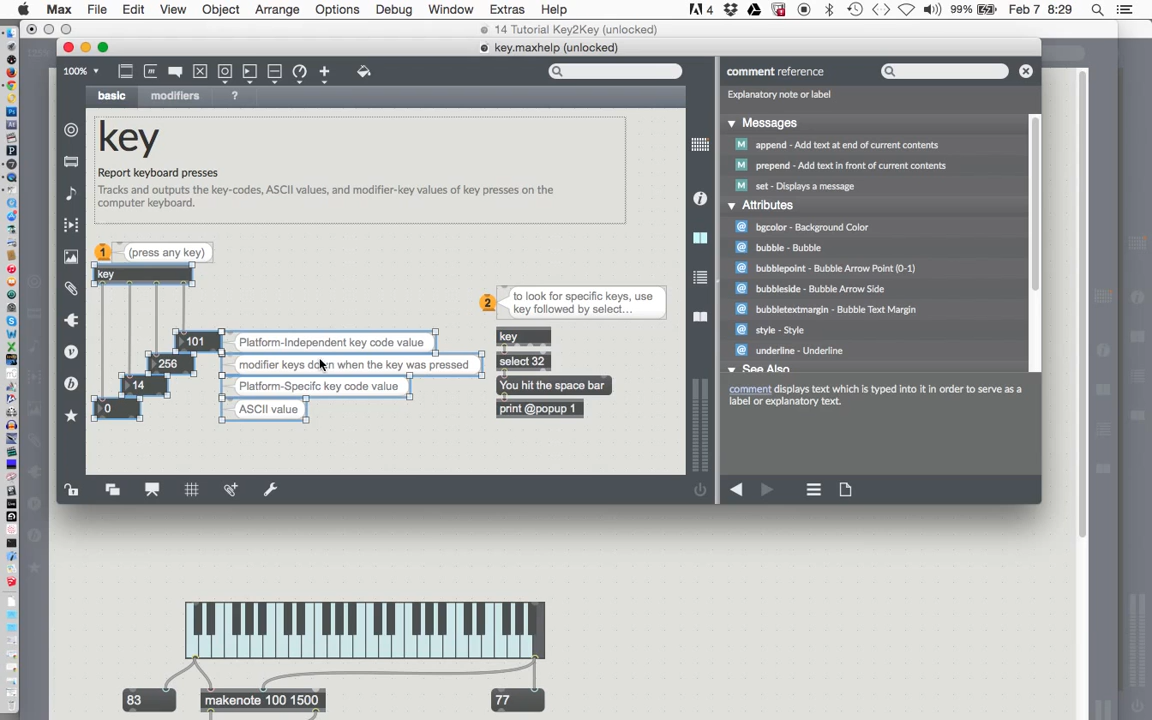 Max File Edit View Object Arrange Options Debug Window Extras Help 4 99% Feb 7 8:29
14 Tutorial Key2Key (unlocked)
key.maxhelp (unlocked)
100%
basic modifiers ?
key
Report keyboard presses
Tracks and outputs the key-codes, ASCII values, and modifier-key values of key presses on the
computer keyboard.
1 (press any key)
key
101 Platform-Independent key code value
256 modifier keys down when the key was pressed
14 Platform-Specifc key code value
0 ASCII value
2 to look for specific keys, use
key followed by select...
key
select 32
You hit the space bar
print @popup 1
comment reference
Explanatory note or label
Messages
M append - Add text at end of current contents
M prepend - Add text in front of current contents
M set - Displays a message
Attributes
@ bgcolor - Background Color
@ bubble - Bubble
@ bubblepoint - Bubble Arrow Point (0-1)
@ bubbleside - Bubble Arrow Side
@ bubbletextmargin - Bubble Text Margin
@ style - Style
@ underline - Underline
See Also
comment displays text which is typed into it in order to serve as a
label or explanatory text.
83 makenote 100 1500 77